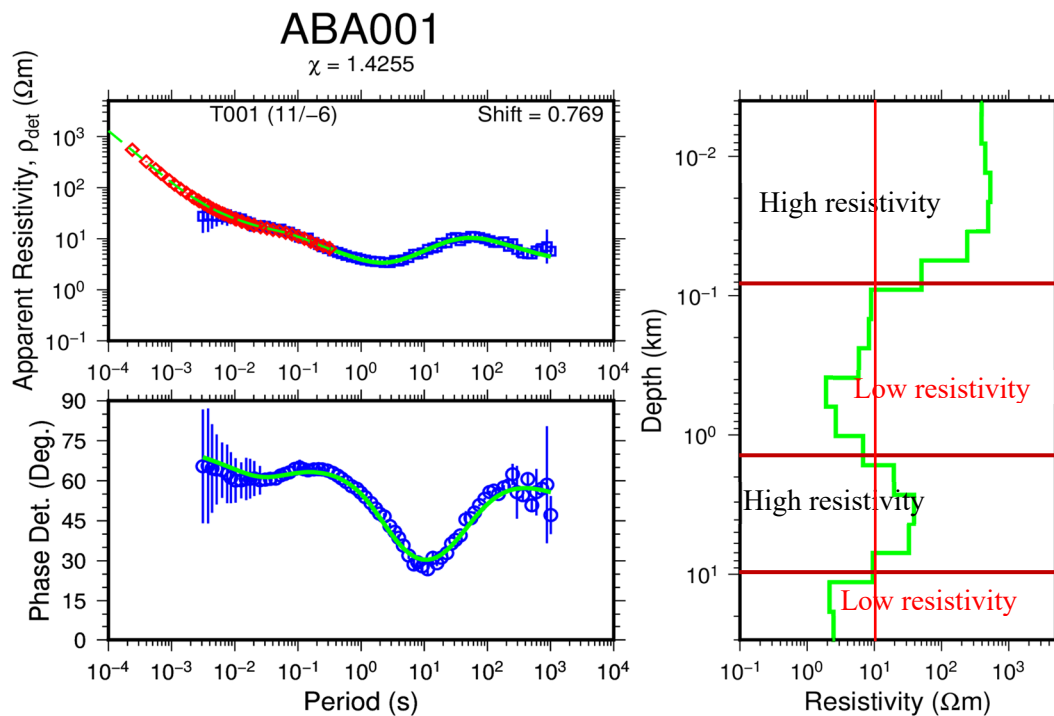 ABA001
χ = 1.4255
T001 (11/−6) Shift = 0.769
Apparent Resistivity, ρdet (Ωm)
10³
10²
10¹
10⁰
10⁻¹
10⁻⁴ 10⁻³ 10⁻² 10⁻¹ 10⁰ 10¹ 10² 10³ 10⁴
Phase Det. (Deg.)
90
75
60
45
30
15
0
10⁻⁴ 10⁻³ 10⁻² 10⁻¹ 10⁰ 10¹ 10² 10³ 10⁴
Period (s)
Depth (km)
10⁻²
10⁻¹
10⁰
10¹
High resistivity
Low resistivity
High resistivity
Low resistivity
10⁻¹ 10⁰ 10¹ 10² 10³
Resistivity (Ωm)